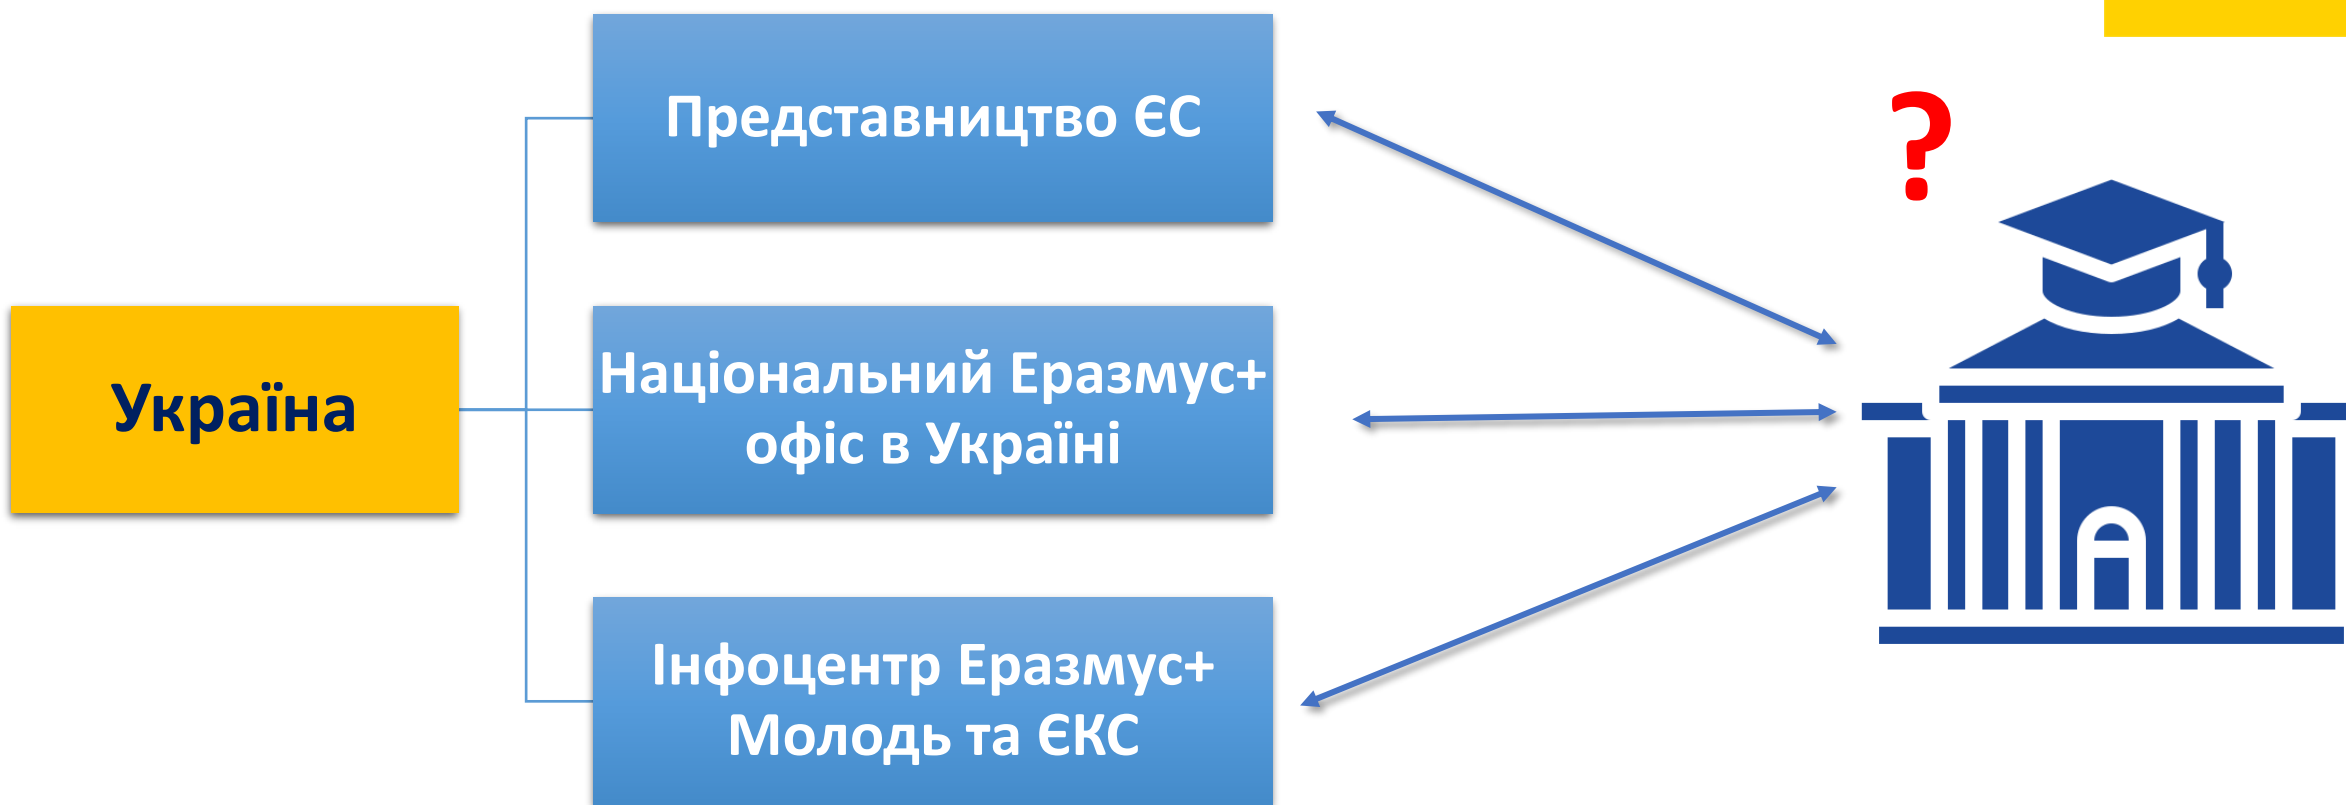 Представництво ЄС
?
Україна
Національний Еразмус+
офіс в Україні
Інфоцентр Еразмус+
Молодь та ЄКС